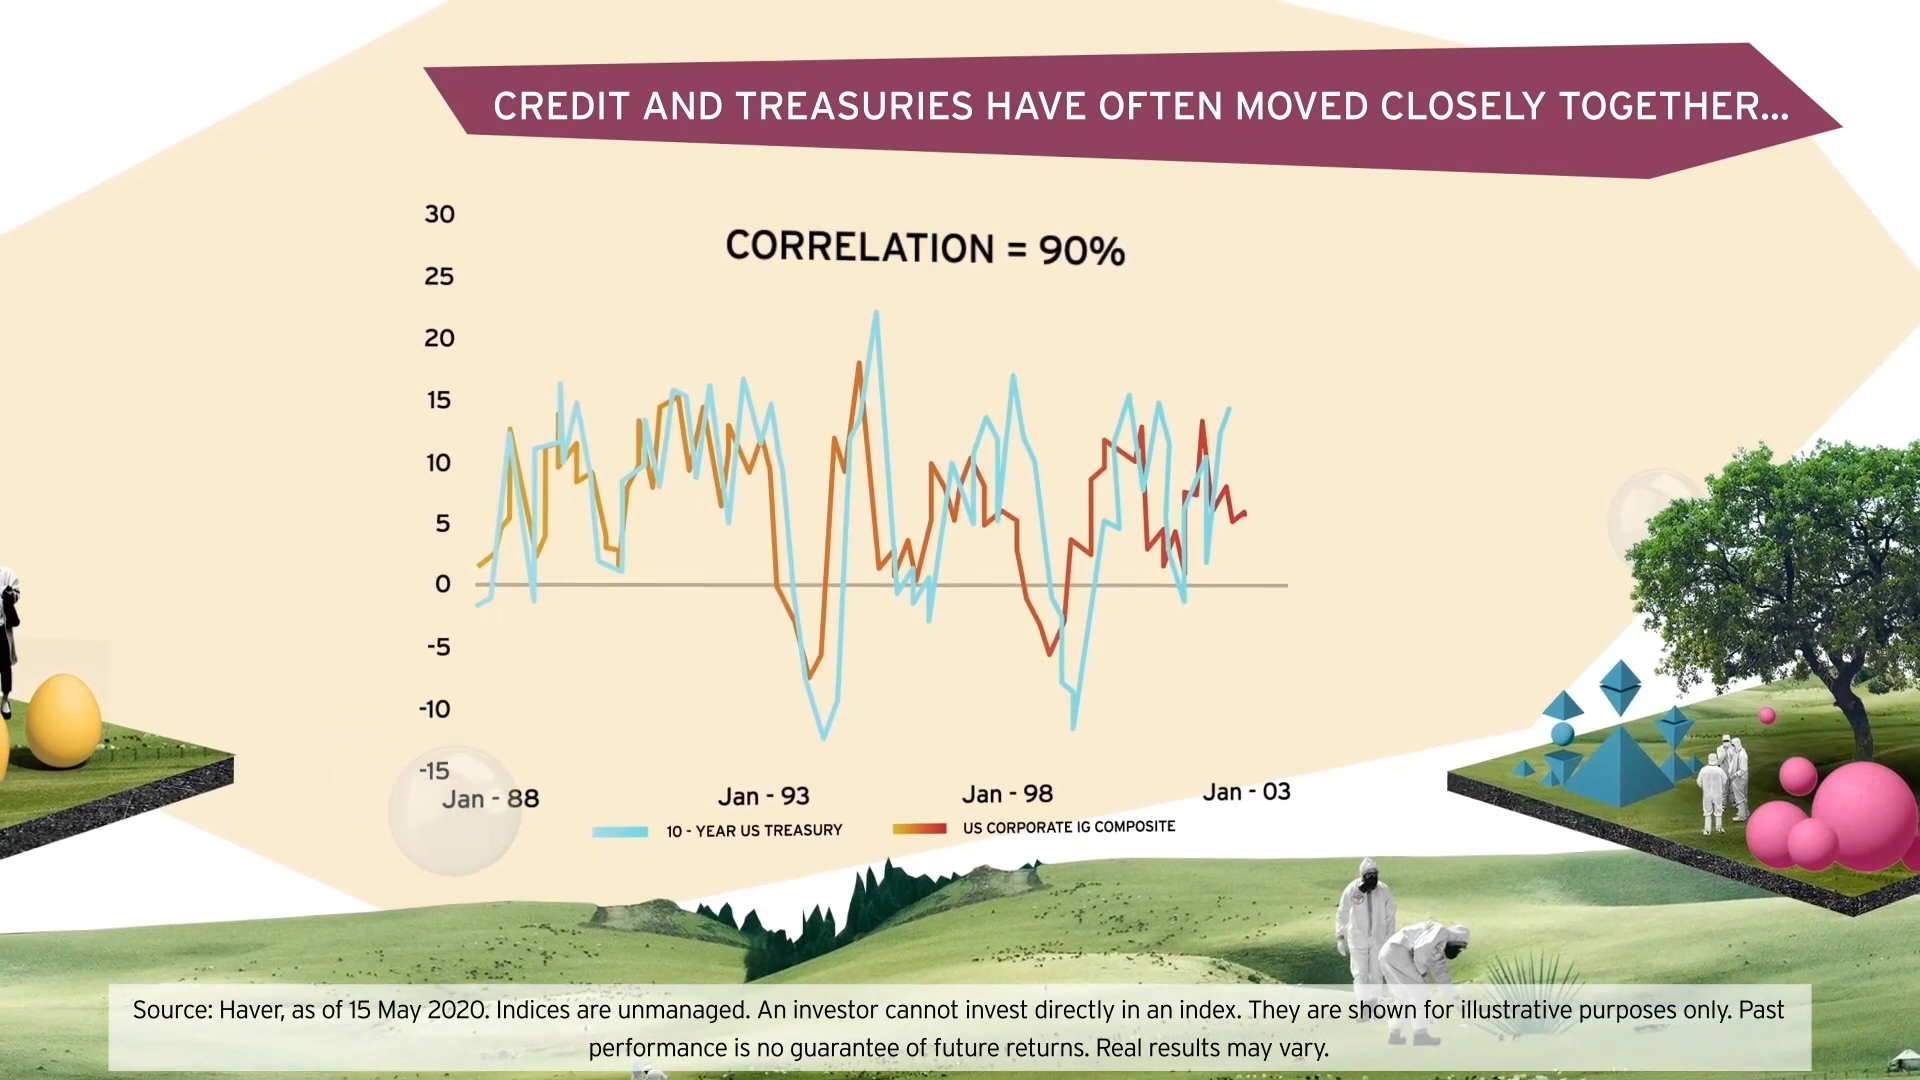 CREDIT AND TREASURIES HAVE OFTEN MOVED CLOSELY TOGETHER...
CORRELATION = 90%
30
25
20
15
10
5
0
-5
-10
-15
Jan - 88 Jan - 93 Jan - 98 Jan - 03
10 - YEAR US TREASURY US CORPORATE IG COMPOSITE
Source: Haver, as of 15 May 2020. Indices are unmanaged. An investor cannot invest directly in an index. They are shown for illustrative purposes only. Past
performance is no guarantee of future returns. Real results may vary.